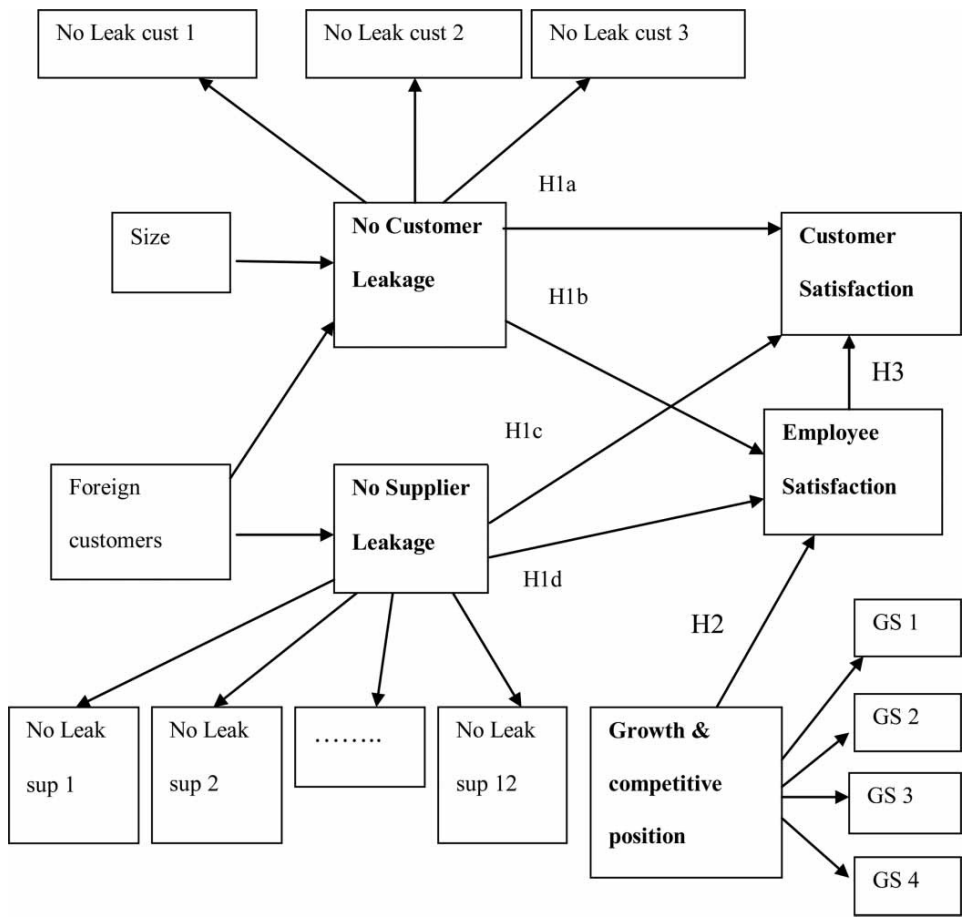 No Leak cust 1
No Leak cust 2
No Leak cust 3
H1a
Size
No Customer
Leakage
Customer
Satisfaction
H1b
H3
H1c
Employee
Satisfaction
Foreign
customers
No Supplier
Leakage
H1d
H2
GS 1
GS 2
GS 3
GS 4
No Leak
sup 1
No Leak
sup 2
……..
No Leak
sup 12
Growth &
competitive
position